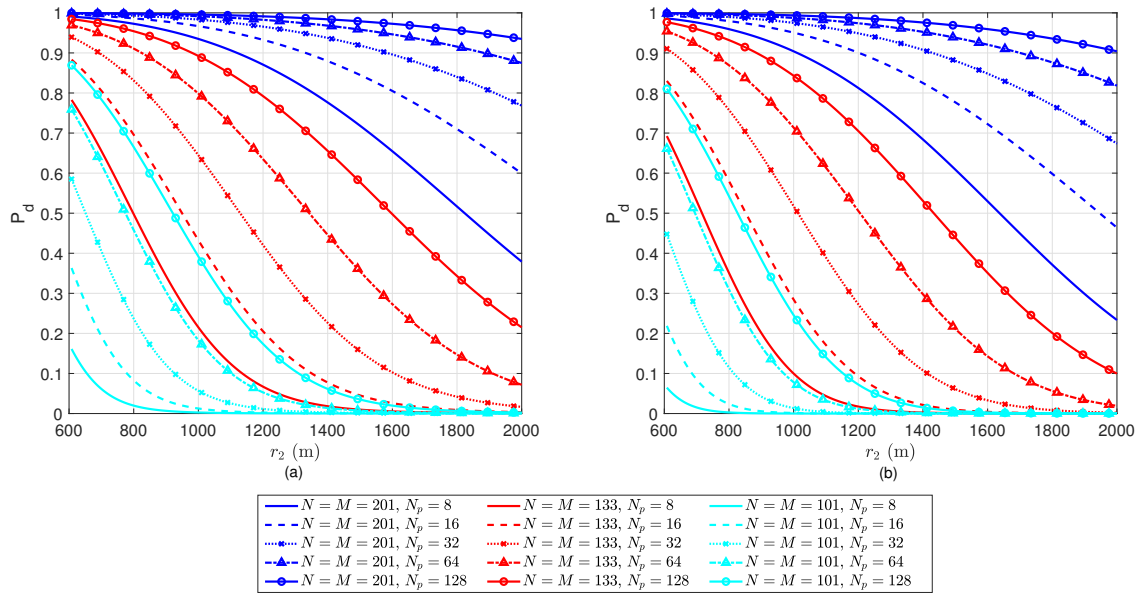 1
0.9
0.8
0.7
0.6
0.5
0.4
0.3
0.2
0.1
0
P_d
600 800 1000 1200 1400 1600 1800 2000
r_2 (m)
(a)
1
0.9
0.8
0.7
0.6
0.5
0.4
0.3
0.2
0.1
0
P_d
600 800 1000 1200 1400 1600 1800 2000
r_2 (m)
(b)
N = M = 201, N_p = 8 N = M = 133, N_p = 8 N = M = 101, N_p = 8
N = M = 201, N_p = 16 N = M = 133, N_p = 16 N = M = 101, N_p = 16
N = M = 201, N_p = 32 N = M = 133, N_p = 32 N = M = 101, N_p = 32
N = M = 201, N_p = 64 N = M = 133, N_p = 64 N = M = 101, N_p = 64
N = M = 201, N_p = 128 N = M = 133, N_p = 128 N = M = 101, N_p = 128